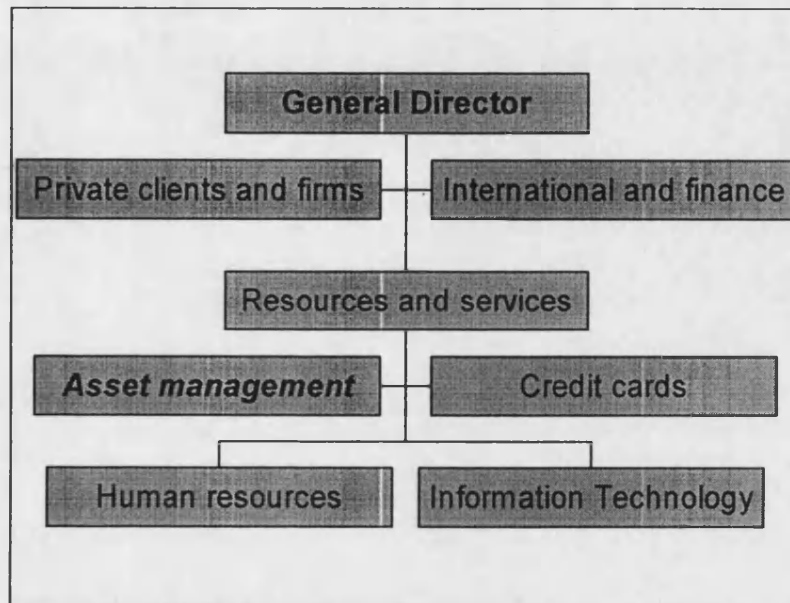 General Director
Private clients and firms
International and finance
Resources and services
Asset management
Credit cards
Human resources
Information Technology